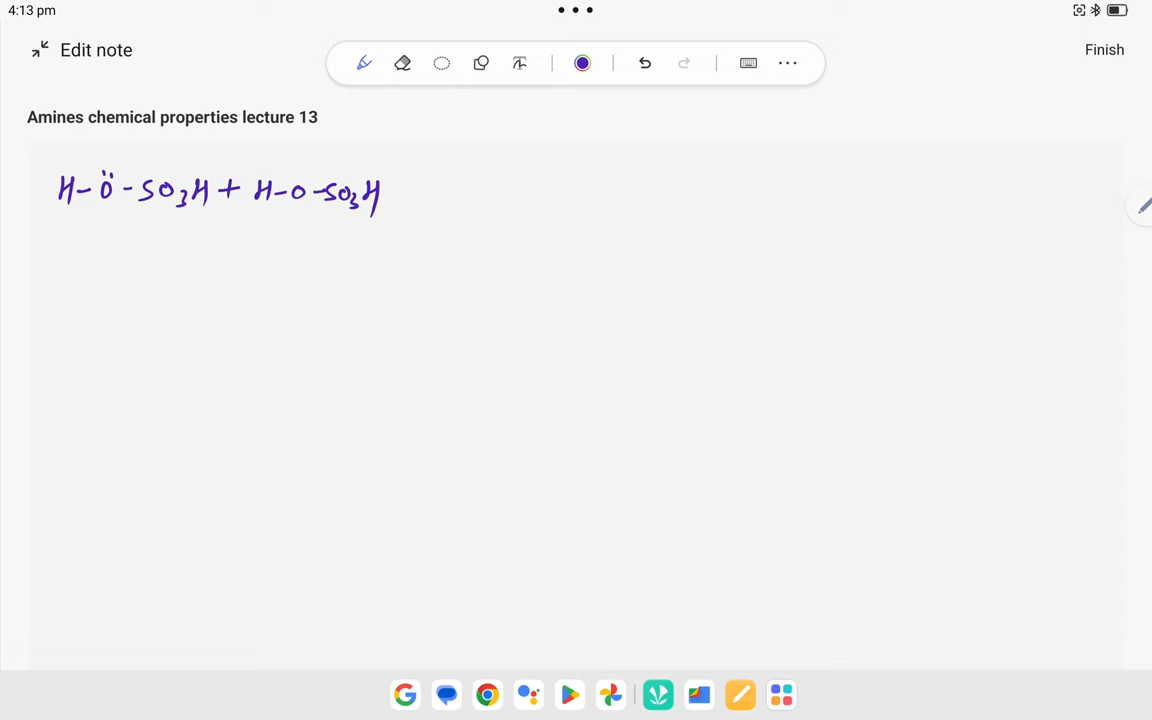 4:13 pm
Edit note
Finish
Amines chemical properties lecture 13
H-Ö-SO₃H + H-O-SO₃H